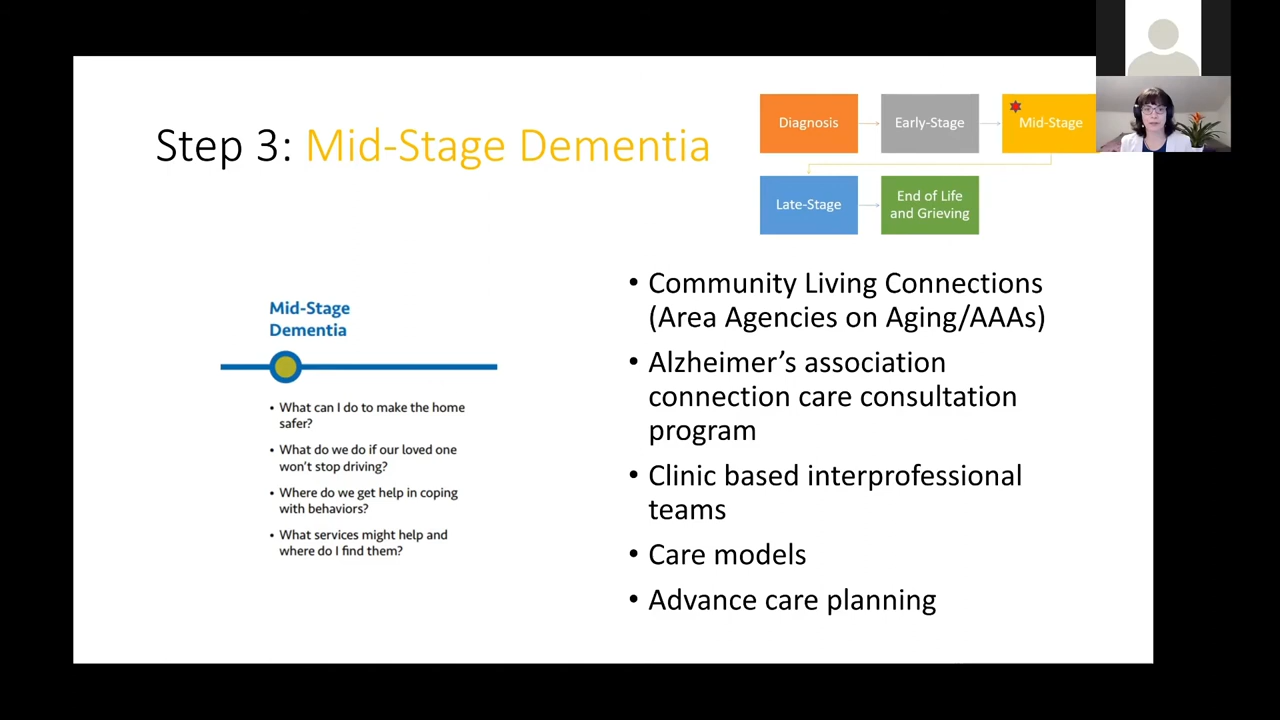 Step 3: Mid-Stage Dementia
Diagnosis
Early-Stage
Mid-Stage
Late-Stage
End of Life
and Grieving
Mid-Stage
Dementia
• What can I do to make the home
safer?
• What do we do if our loved one
won't stop driving?
• Where do we get help in coping
with behaviors?
• What services might help and
where do I find them?
• Community Living Connections
(Area Agencies on Aging/AAAs)
• Alzheimer's association
connection care consultation
program
• Clinic based interprofessional
teams
• Care models
• Advance care planning